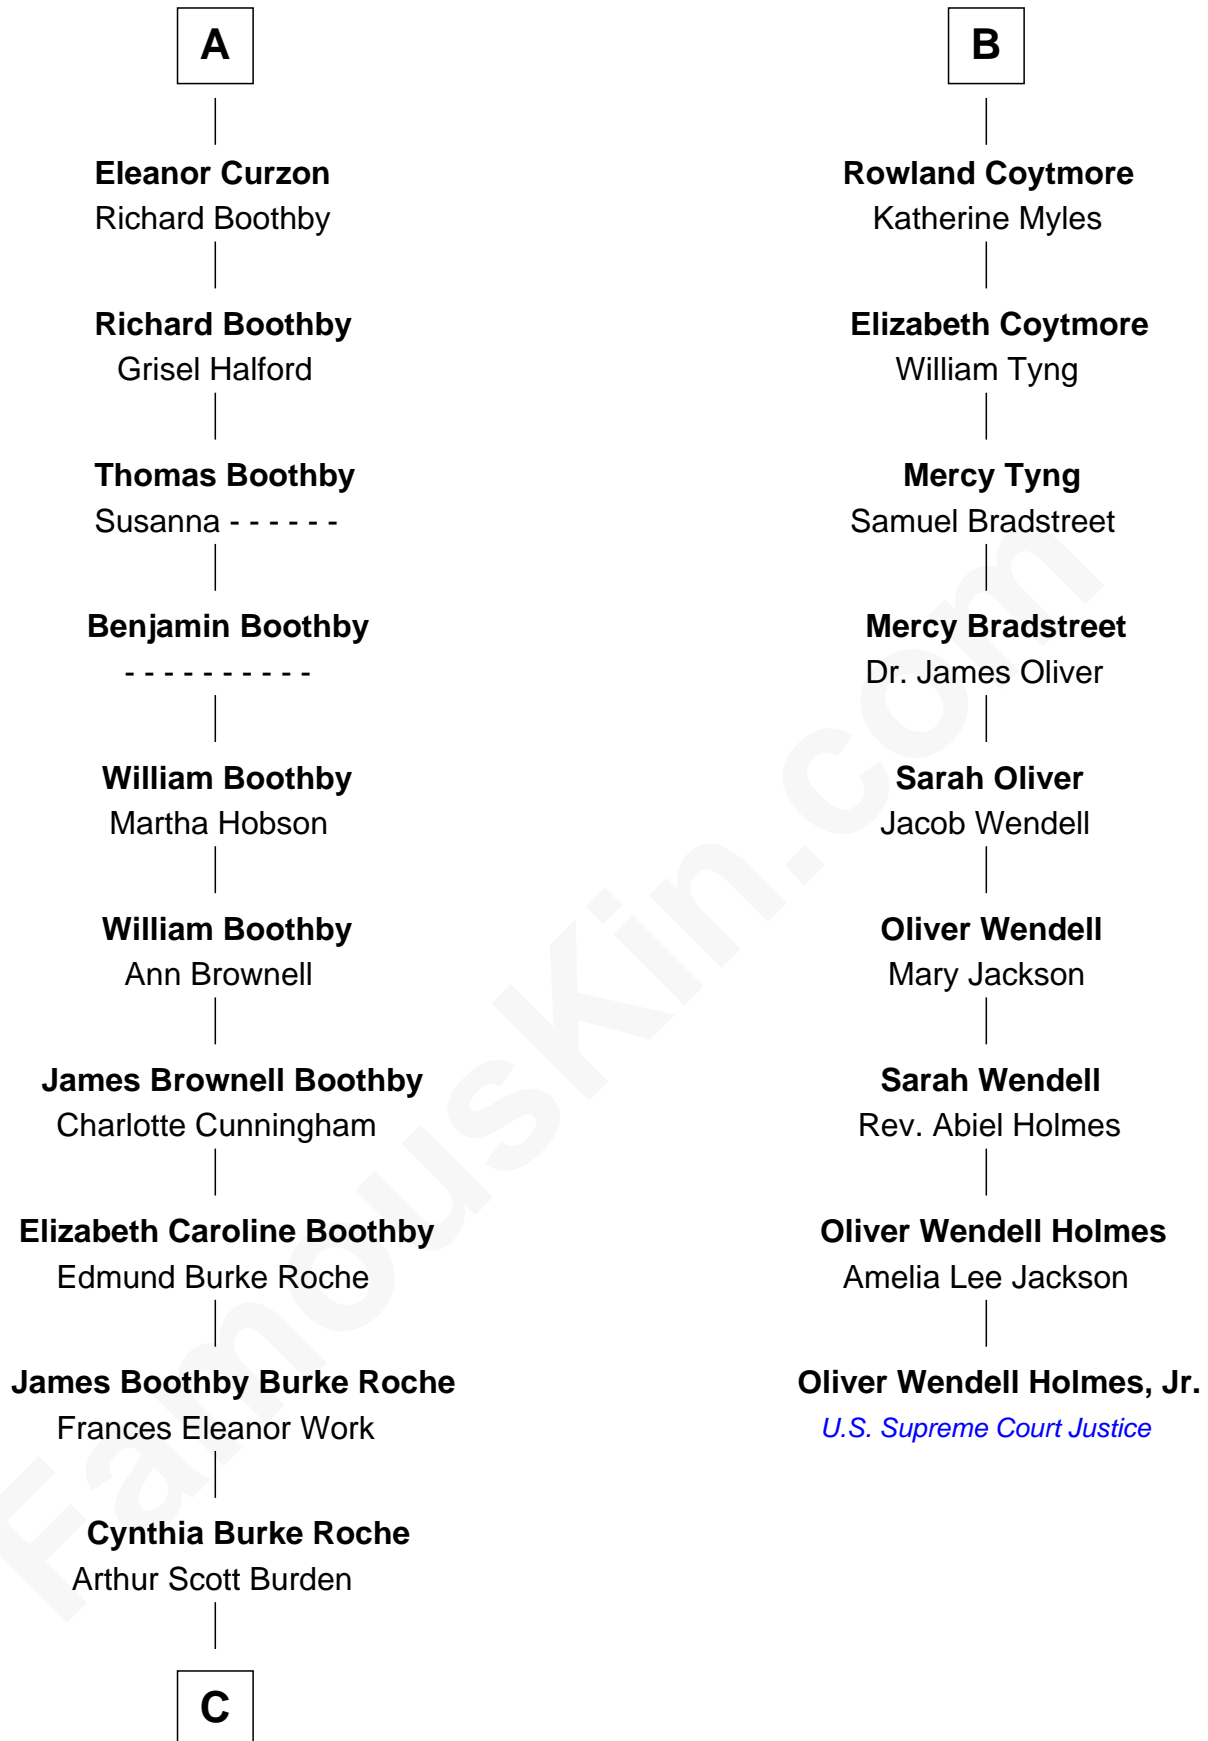 A
Eleanor Curzon
Richard Boothby
Richard Boothby
Grisel Halford
Thomas Boothby
Susanna - - - - - -
Benjamin Boothby
- - - - - - - - - -
William Boothby
Martha Hobson
William Boothby
Ann Brownell
James Brownell Boothby
Charlotte Cunningham
Elizabeth Caroline Boothby
Edmund Burke Roche
James Boothby Burke Roche
Frances Eleanor Work
Cynthia Burke Roche
Arthur Scott Burden
C
B
Rowland Coytmore
Katherine Myles
Elizabeth Coytmore
William Tyng
Mercy Tyng
Samuel Bradstreet
Mercy Bradstreet
Dr. James Oliver
Sarah Oliver
Jacob Wendell
Oliver Wendell
Mary Jackson
Sarah Wendell
Rev. Abiel Holmes
Oliver Wendell Holmes
Amelia Lee Jackson
Oliver Wendell Holmes, Jr.
U.S. Supreme Court Justice
FamousKin.com